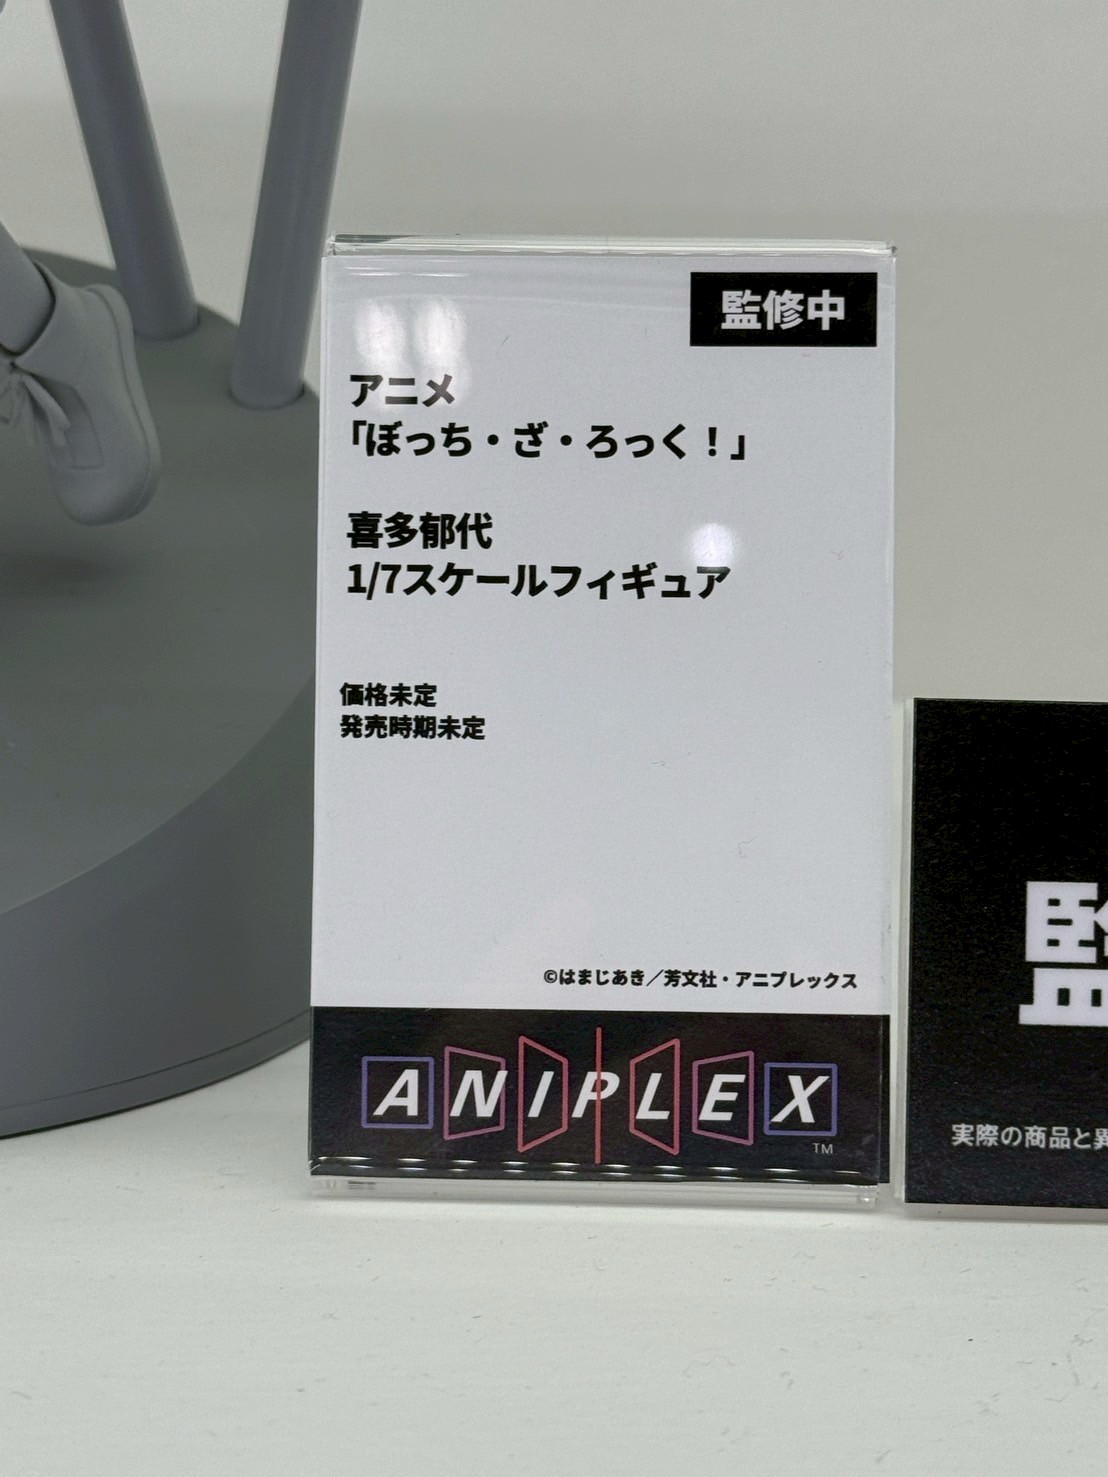 監修中
アニメ
「ぼっち・ざ・ろっく！」
喜多郁代
1/7スケールフィギュア
価格未定
発売時期未定
©はまじあき／芳文社・アニプレックス
ANIPLEX
TM
監
実際の商品と異